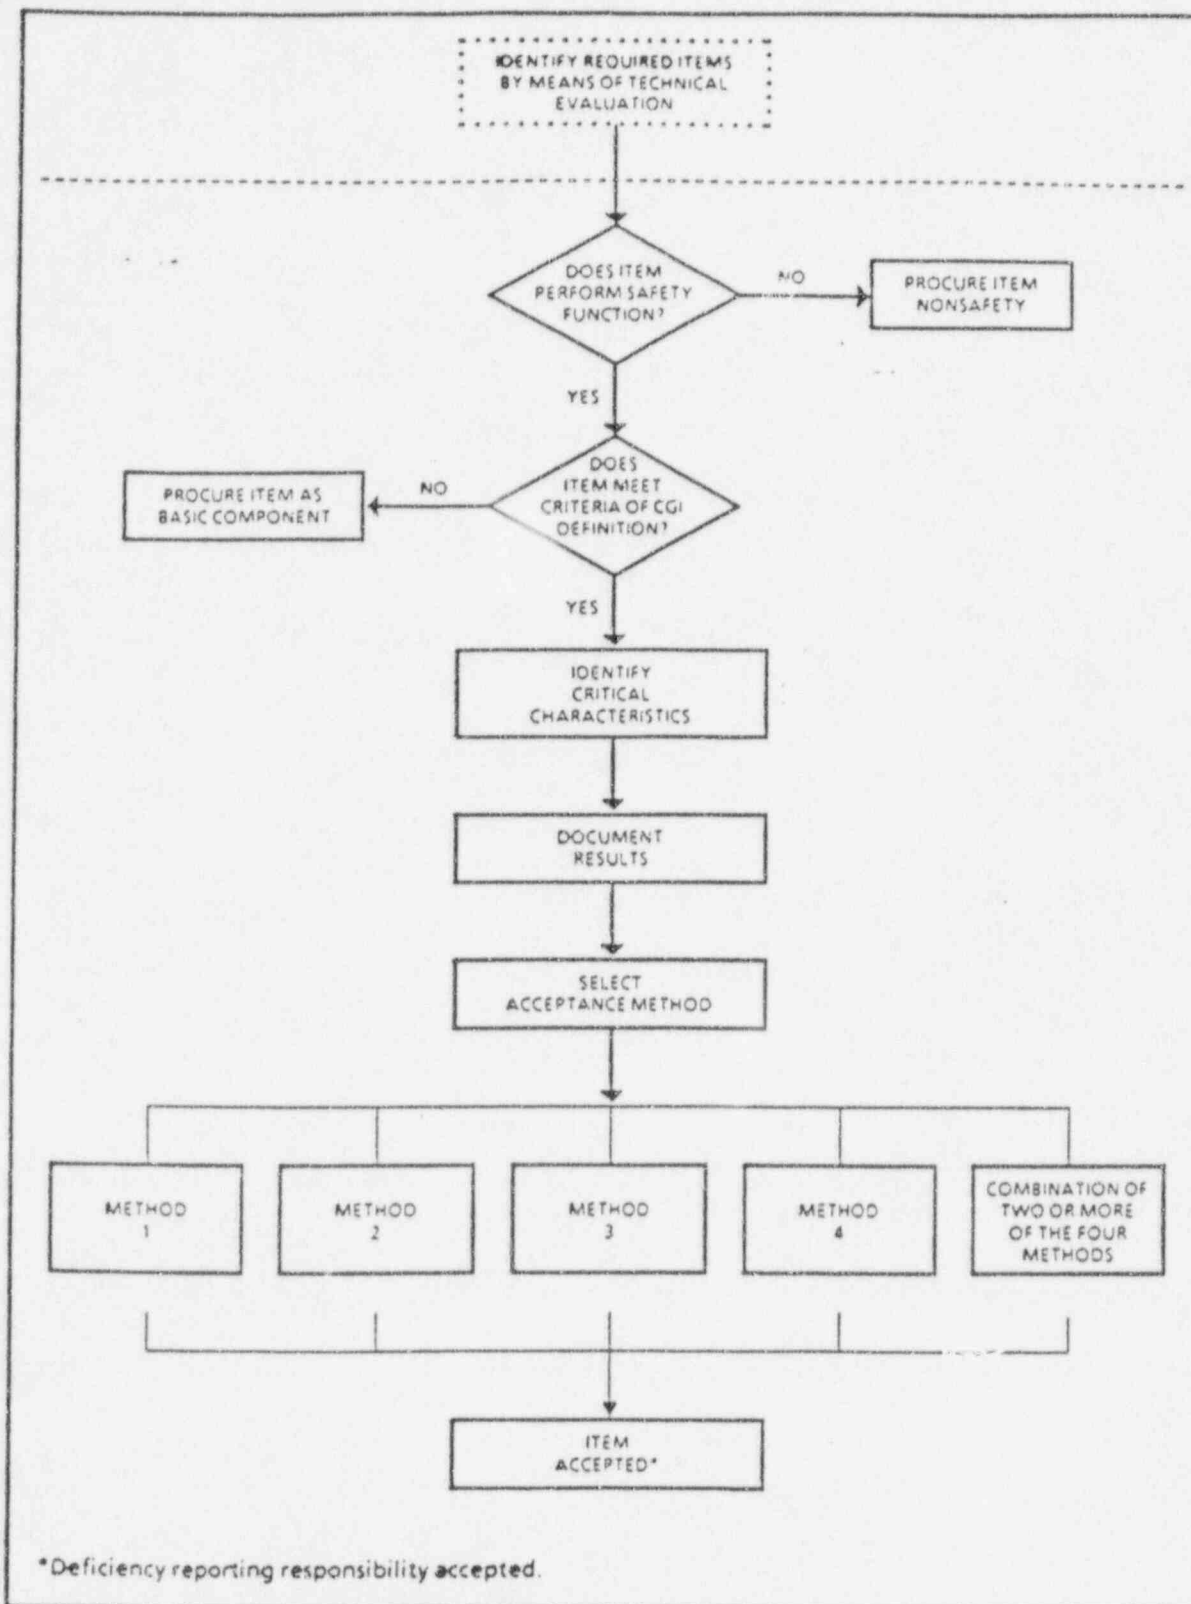 IDENTIFY REQUIRED ITEMS
BY MEANS OF TECHNICAL
EVALUATION
DOES ITEM
PERFORM SAFETY
FUNCTION?
NO
PROCURE ITEM
NONSAFETY
YES
DOES
ITEM MEET
CRITERIA OF CGI
DEFINITION?
NO
PROCURE ITEM AS
BASIC COMPONENT
YES
IDENTIFY
CRITICAL
CHARACTERISTICS
DOCUMENT
RESULTS
SELECT
ACCEPTANCE METHOD
METHOD
1
METHOD
2
METHOD
3
METHOD
4
COMBINATION OF
TWO OR MORE
OF THE FOUR
METHODS
ITEM
ACCEPTED*
*Deficiency reporting responsibility accepted.